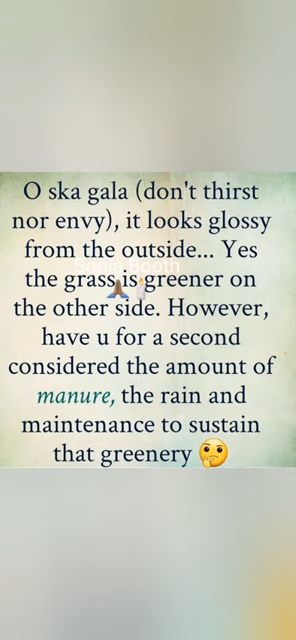 O ska gala (don't thirst
nor envy), it looks glossy
from the outside... Yes
Sonia Booth
the grass is greener on
the other side. However,
have u for a second
considered the amount of
manure, the rain and
maintenance to sustain
that greenery 🤔